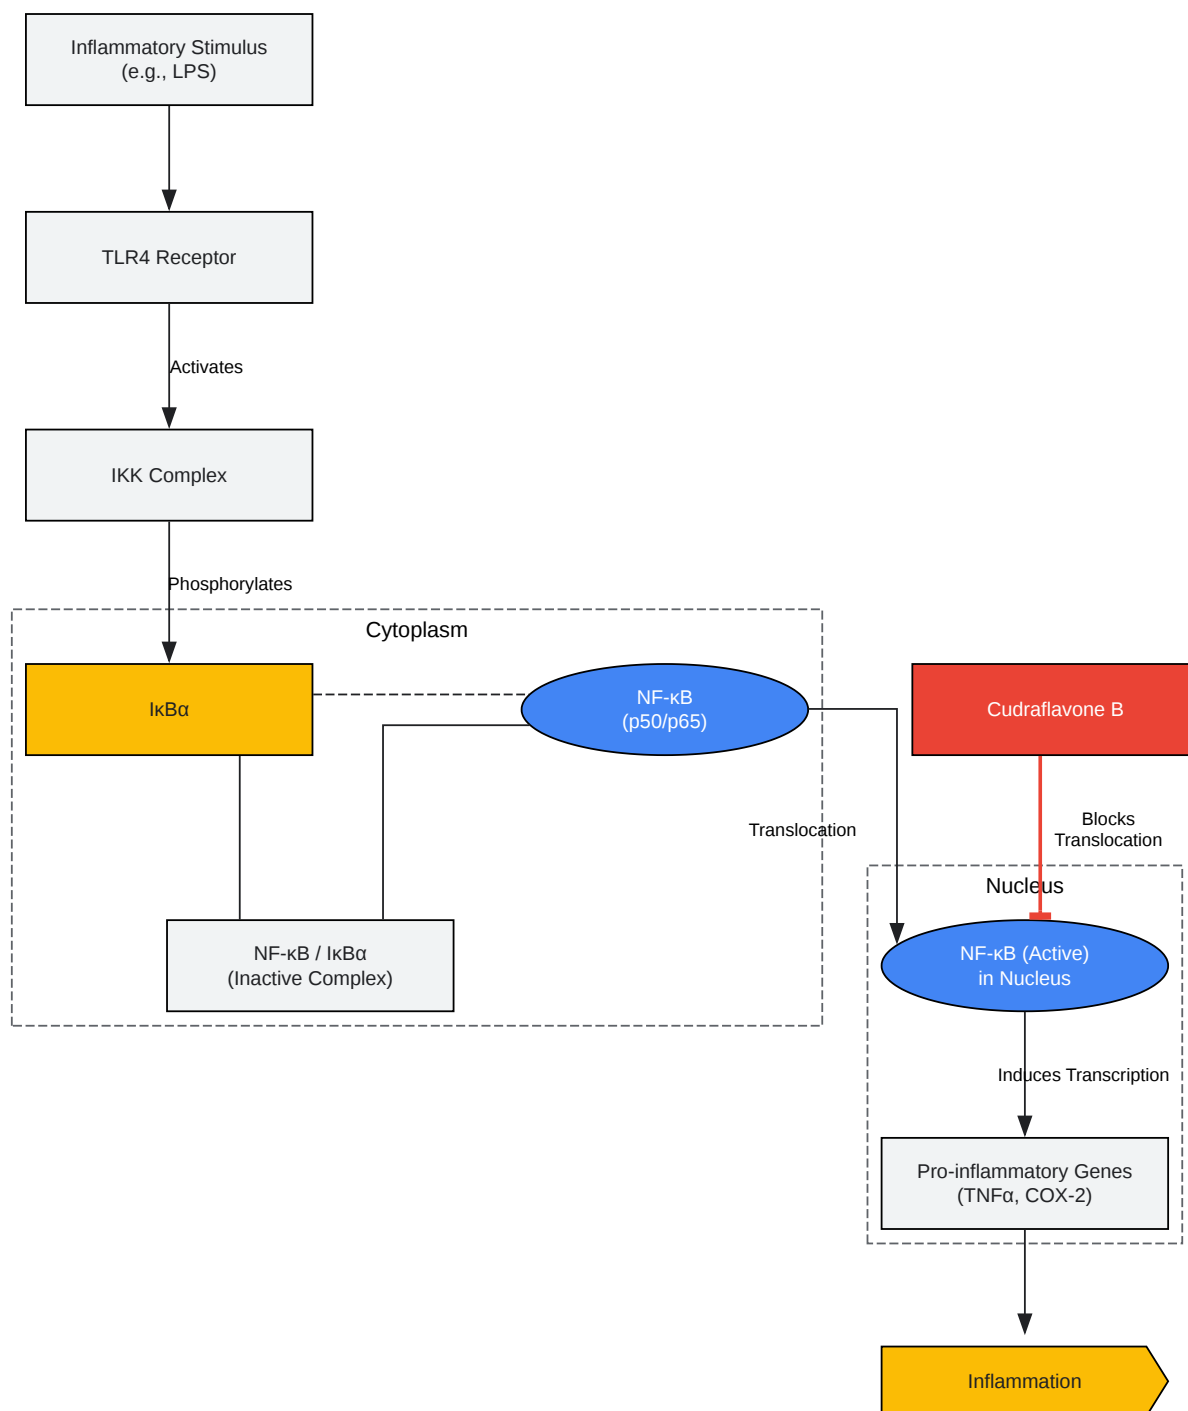 Inflammatory Stimulus
(e.g., LPS)
TLR4 Receptor
Activates
IKK Complex
Phosphorylates
Cytoplasm
IκBα
NF-κB
(p50/p65)
Cudraflavone B
Translocation
Blocks
Translocation
Nucleus
NF-κB / IκBα
(Inactive Complex)
NF-κB (Active)
in Nucleus
Induces Transcription
Pro-inflammatory Genes
(TNFα, COX-2)
Inflammation